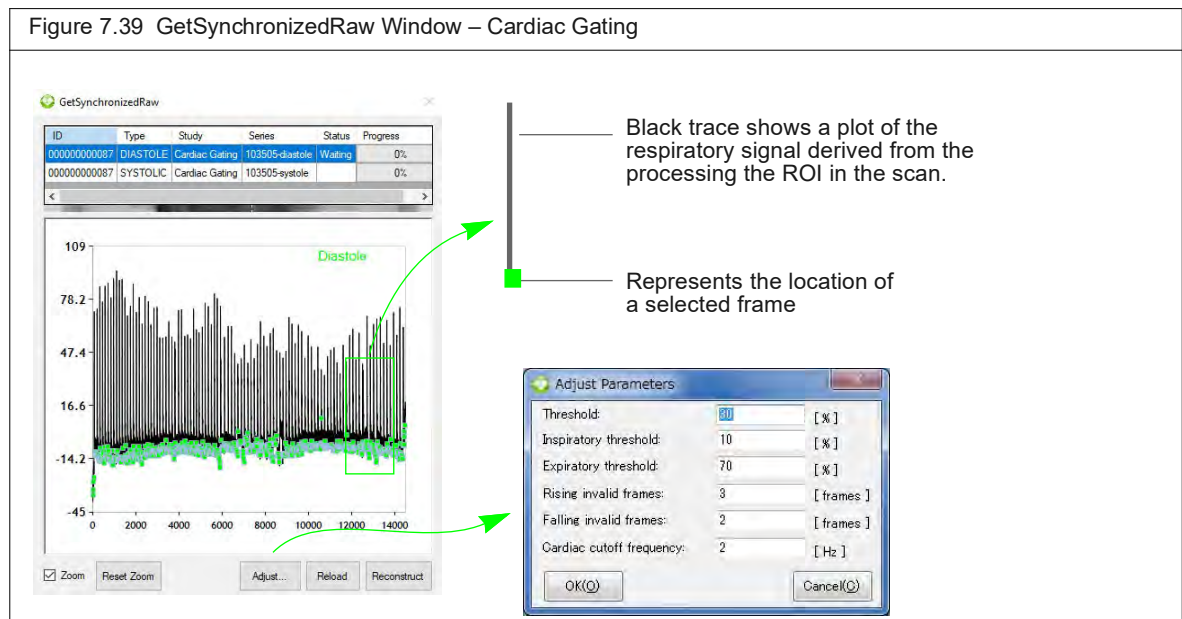 Figure 7.39  GetSynchronizedRaw Window – Cardiac Gating
GetSynchronizedRaw
ID Type Study Series Status Progress
000000000087 DIASTOLE Cardiac Gating 103505-diastole Waiting 0%
000000000087 SYSTOLIC Cardiac Gating 103505-systole 0%
Diastole
109
78.2
47.4
16.6
-14.2
-45
0 2000 4000 6000 8000 10000 12000 14000
Zoom Reset Zoom Adjust... Reload Reconstruct
Black trace shows a plot of the
respiratory signal derived from the
processing the ROI in the scan.
Represents the location of
a selected frame
Adjust Parameters
Threshold: [ % ]
Inspiratory threshold: 10 [ % ]
Expiratory threshold: 70 [ % ]
Rising invalid frames: 3 [ frames ]
Falling invalid frames: 2 [ frames ]
Cardiac cutoff frequency: 2 [ Hz ]
OK(O) Cancel(C)